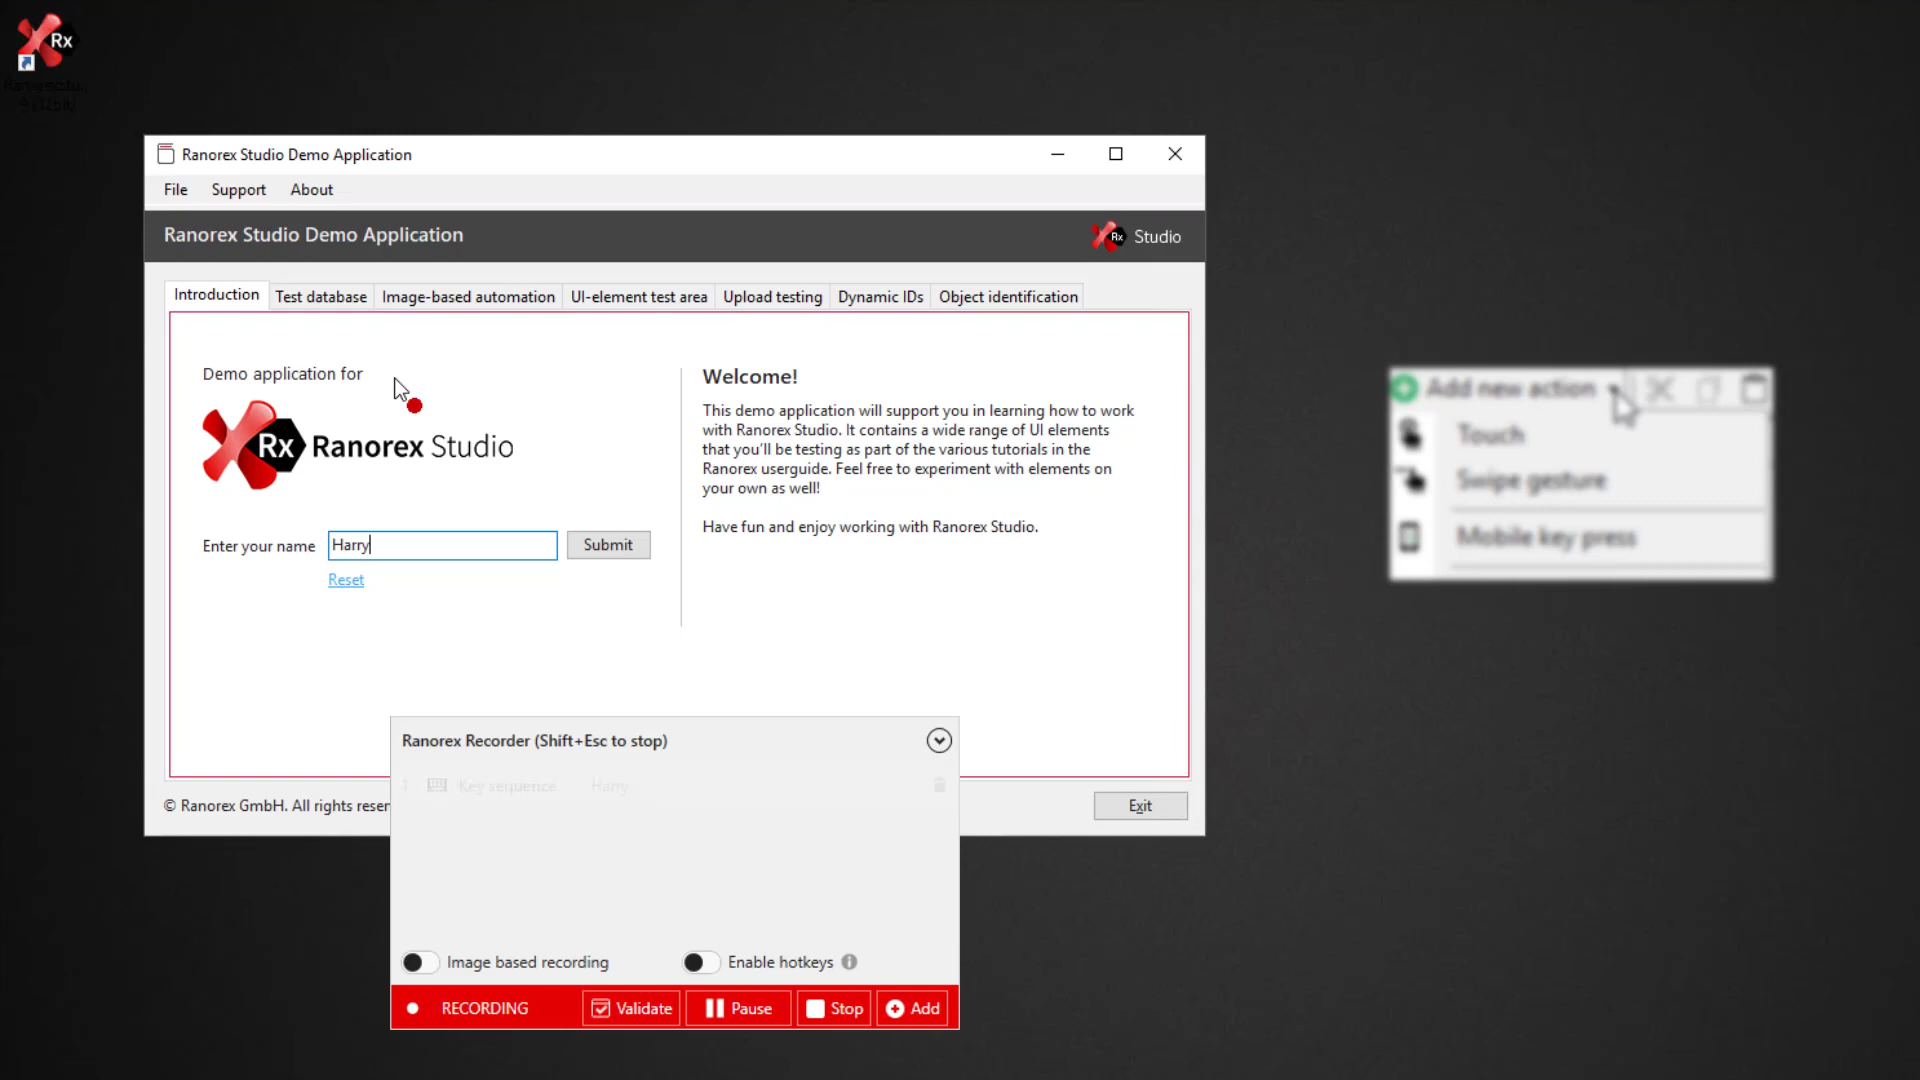 Rx
Ranorex Studio Demo Application
File Support About
Ranorex Studio Demo Application
Rx Studio
Introduction Test database Image-based automation UI-element test area Upload testing Dynamic IDs Object identification
Demo application for
Rx Ranorex Studio
Enter your name Harry Submit
Reset
Welcome!
This demo application will support you in learning how to work
with Ranorex Studio. It contains a wide range of UI elements
that you'll be testing as part of the various tutorials in the
Ranorex userguide. Feel free to experiment with elements on
your own as well!
Have fun and enjoy working with Ranorex Studio.
Ranorex Recorder (Shift+Esc to stop)
1 Key sequence Harry
© Ranorex GmbH. All rights reser
Exit
Image based recording Enable hotkeys
RECORDING Validate Pause Stop Add
Add new action
Touch
Swipe gesture
Mobile key press